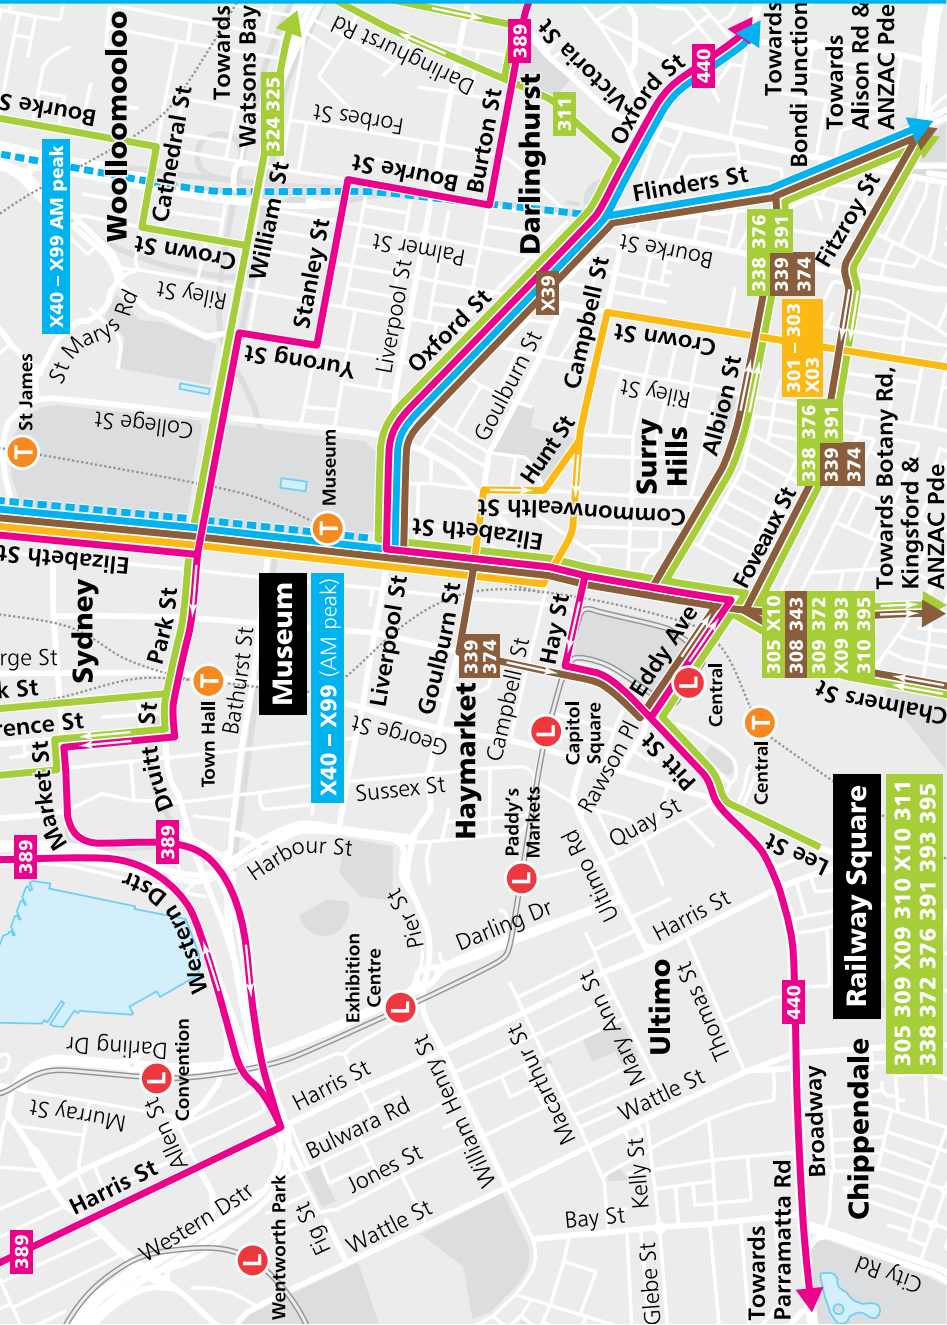 389
389
Harris St
Murray St
Darling Dr
Western Dstr
Allen St
Convention
L
Western Dstr
Wentworth Park
L
389
389
Market St
Druitt St
k St
rence St
rge St
Park St
Sydney
Elizabeth St
St James
T
St Marys Rd
X40 – X99 AM peak
Bourke S
Woolloomooloo
Cathedral St
Crown St
Riley St
College St
William St
324 325
Towards
Watsons Bay
Town Hall
T
Bathurst St
Museum
X40 – X99 (AM peak)
Museum
T
Yurong St
Stanley St
Bourke St
Forbes St
Darlinghurst Rd
Palmer St
Liverpool St
Burton St
389
Victoria St
Darlinghurst
311
Oxford St
440
Towards
Bondi Junction
Fig St
Harris St
Bulwara Rd
Jones St
Wattle St
William Henry St
Harbour St
Pier St
Exhibition
Centre
L
Darling Dr
Sussex St
George St
Liverpool St
Goulburn St
Haymarket
339
374
Campbell St
Hay St
Elizabeth St
Oxford St
X39
Goulburn St
Hunt St
Commonwealth St
Campbell St
Bourke St
Flinders St
Crown St
Riley St
Surry
Hills
Albion St
Paddy's
Markets
L
Capitol
Square
L
Rawson Pl
Pitt St
Eddy Ave
Central
L
Central
T
Macarthur St
Mary Ann St
Ultimo Rd
Quay St
Harris St
Ultimo
Thomas St
Wattle St
Kelly St
Bay St
Glebe St
Foveaux St
Fitzroy St
338 376
391
339
374
301 – 303
X03
338 376
391
339
374
Towards
Alison Rd &
ANZAC Pde
305 X10
308 343
309 372
X09 393
310 395
Chalmers St
Towards Botany Rd,
Kingsford &
ANZAC Pde
Lee St
440
Towards
Parramatta Rd
Broadway
Chippendale
City Rd
Railway Square
305 309 X09 310 X10 311
338 372 376 391 393 395